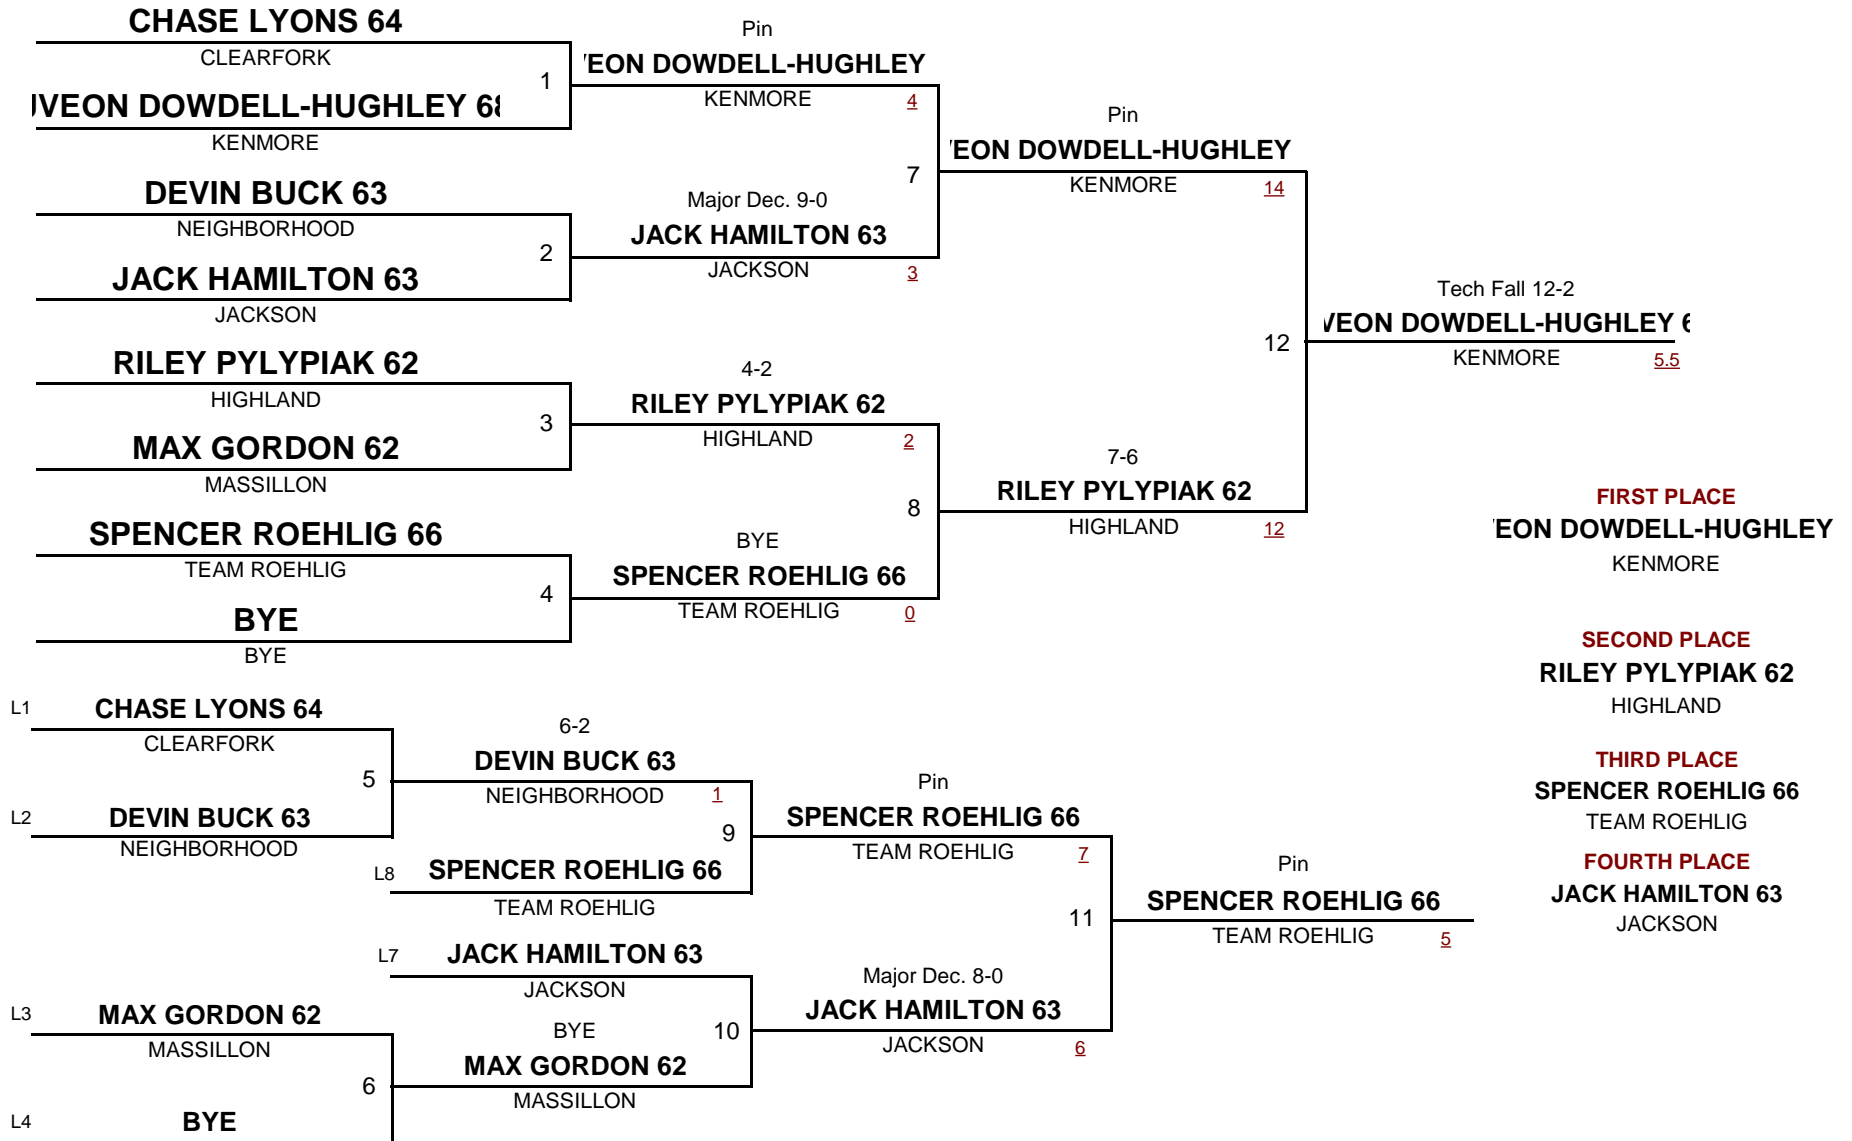 CHASE LYONS 64
CLEARFORK
1
UVEON DOWDELL-HUGHLEY 68
KENMORE
DEVIN BUCK 63
NEIGHBORHOOD
2
JACK HAMILTON 63
JACKSON
RILEY PYLYPIAK 62
HIGHLAND
3
MAX GORDON 62
MASSILLON
SPENCER ROEHLIG 66
TEAM ROEHLIG
4
BYE
BYE
Pin
VEON DOWDELL-HUGHLEY
KENMORE 4
7
Major Dec. 9-0
JACK HAMILTON 63
JACKSON 3
4-2
RILEY PYLYPIAK 62
HIGHLAND 2
8
BYE
SPENCER ROEHLIG 66
TEAM ROEHLIG 0
Pin
VEON DOWDELL-HUGHLEY
KENMORE 14
12
7-6
RILEY PYLYPIAK 62
HIGHLAND 12
Tech Fall 12-2
VEON DOWDELL-HUGHLEY 6
KENMORE 5.5
FIRST PLACE
VEON DOWDELL-HUGHLEY
KENMORE
SECOND PLACE
RILEY PYLYPIAK 62
HIGHLAND
THIRD PLACE
SPENCER ROEHLIG 66
TEAM ROEHLIG
FOURTH PLACE
JACK HAMILTON 63
JACKSON
L1 CHASE LYONS 64
CLEARFORK
5
L2 DEVIN BUCK 63
NEIGHBORHOOD
L3 MAX GORDON 62
MASSILLON
6
L4 BYE
6-2
DEVIN BUCK 63
NEIGHBORHOOD 1
9
L8 SPENCER ROEHLIG 66
TEAM ROEHLIG
L7 JACK HAMILTON 63
JACKSON
BYE 10
MAX GORDON 62
MASSILLON
Pin
SPENCER ROEHLIG 66
TEAM ROEHLIG 7
11
Major Dec. 8-0
JACK HAMILTON 63
JACKSON 6
Pin
SPENCER ROEHLIG 66
TEAM ROEHLIG 5